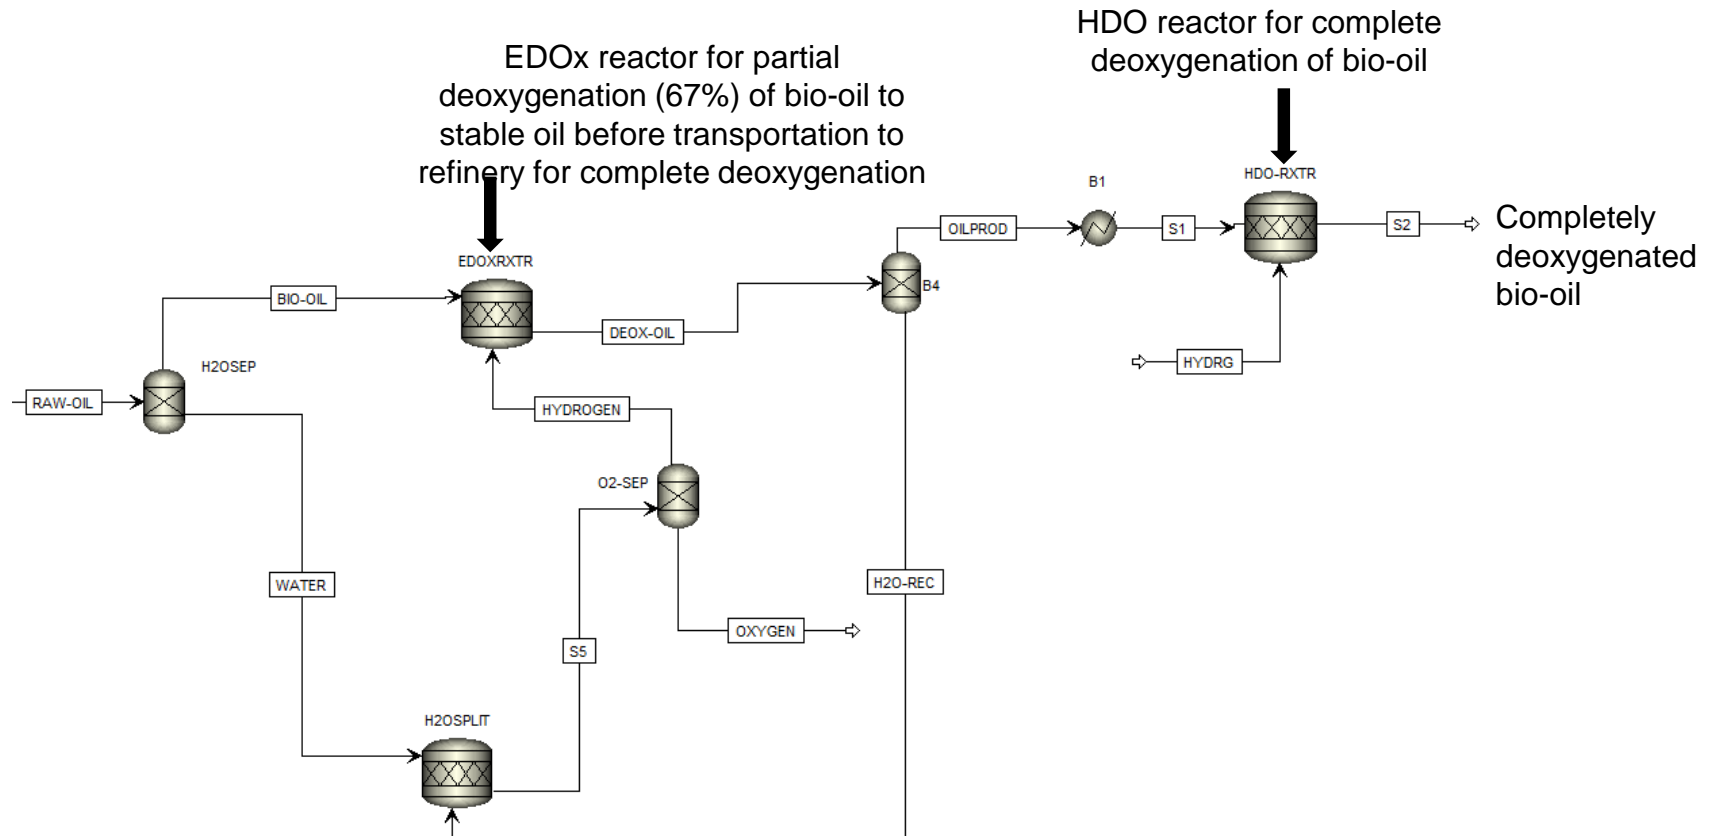 HDO reactor for complete
deoxygenation of bio-oil
EDOx reactor for partial
deoxygenation (67%) of bio-oil to
stable oil before transportation to
refinery for complete deoxygenation
B1
HDO-RXTR
OILPROD
S1
S2
Completely
deoxygenated
bio-oil
EDOXRXTR
BIO-OIL
B4
DEOX-OIL
H2OSEP
HYDRG
RAW-OIL
HYDROGEN
O2-SEP
WATER
H2O-REC
OXYGEN
S5
H2OSPLIT